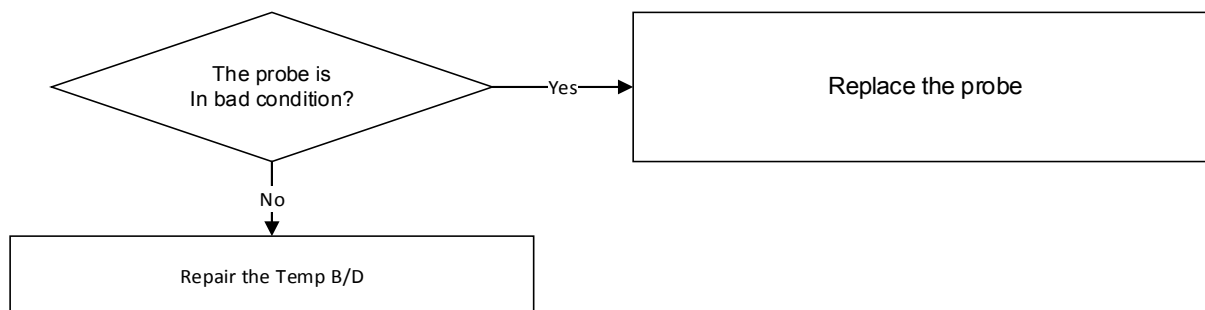 The probe is
In bad condition?
Yes
Replace the probe
No
Repair the Temp B/D